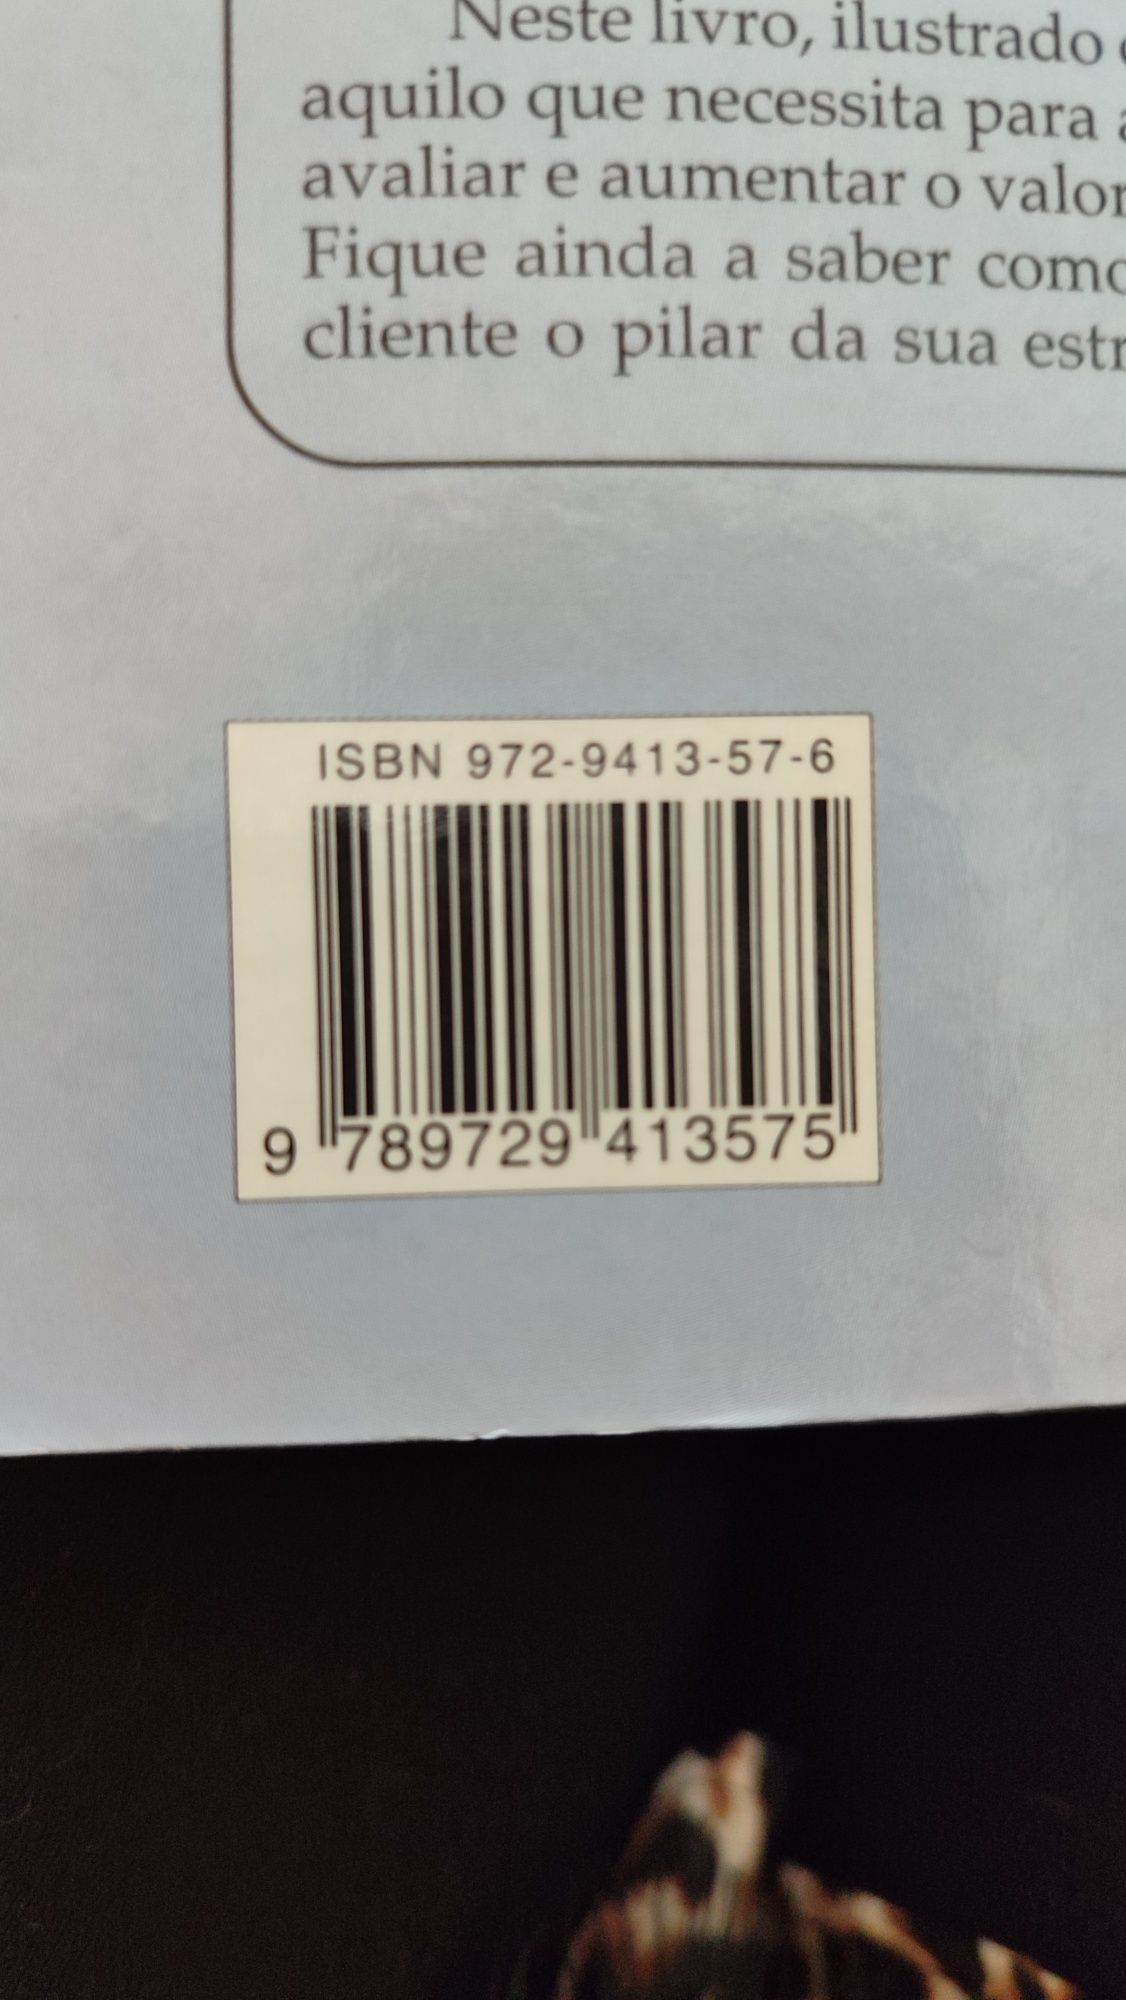 Neste livro, ilustrado
aquilo que necessita para a
avaliar e aumentar o valor
Fique ainda a saber como
cliente o pilar da sua estr
ISBN 972-9413-57-6
9 789729 413575